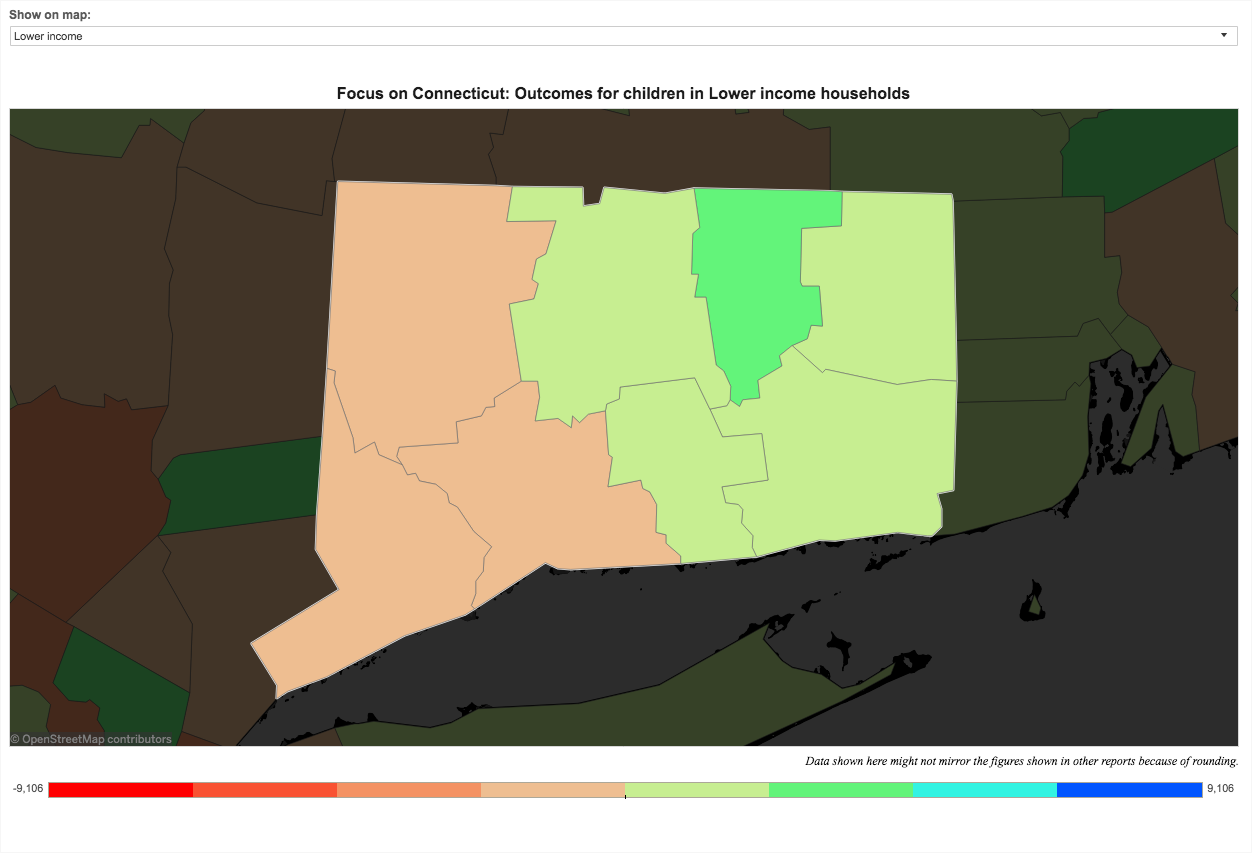 Show on map:
Lower income
Focus on Connecticut: Outcomes for children in Lower income households
© OpenStreetMap contributors
Data shown here might not mirror the figures shown in other reports because of rounding.
-9,106 9,106